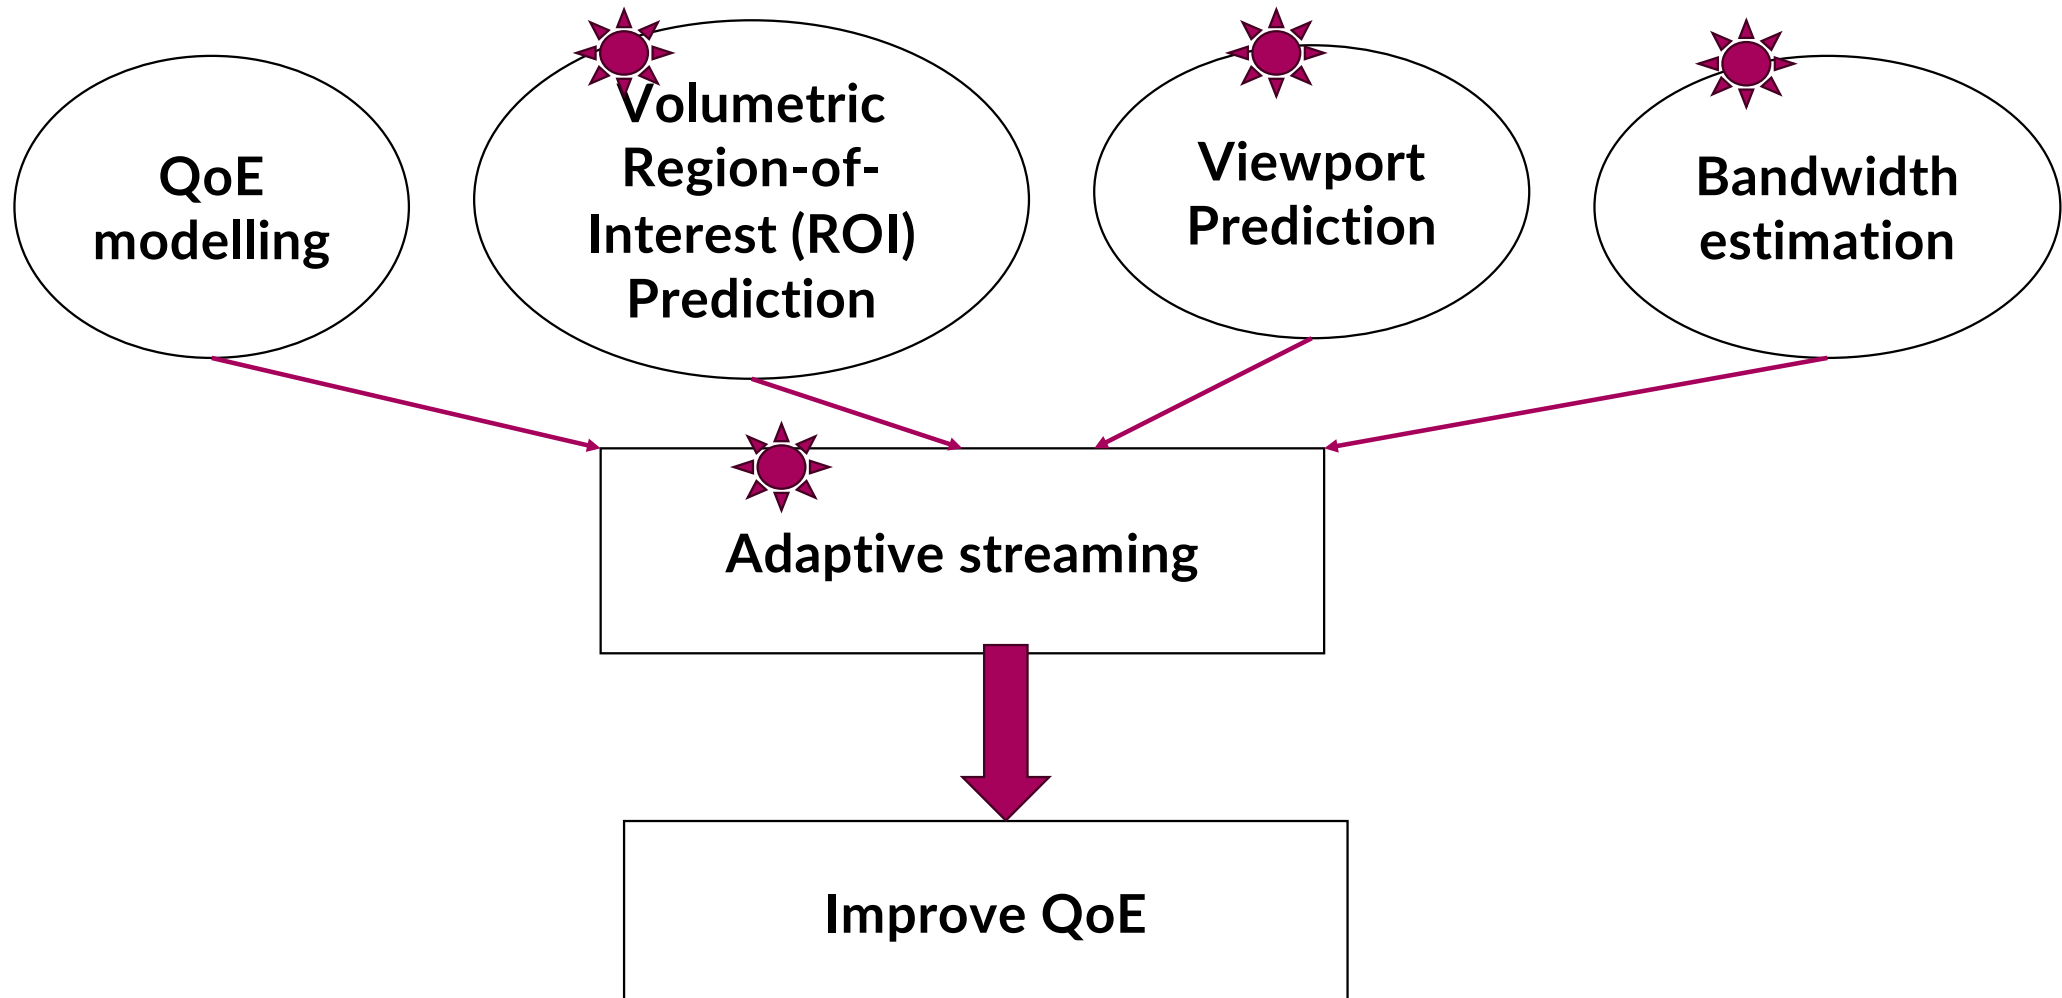 QoE
modelling
Volumetric
Region-of-
Interest (ROI)
Prediction
Viewport
Prediction
Bandwidth
estimation
Adaptive streaming
Improve QoE